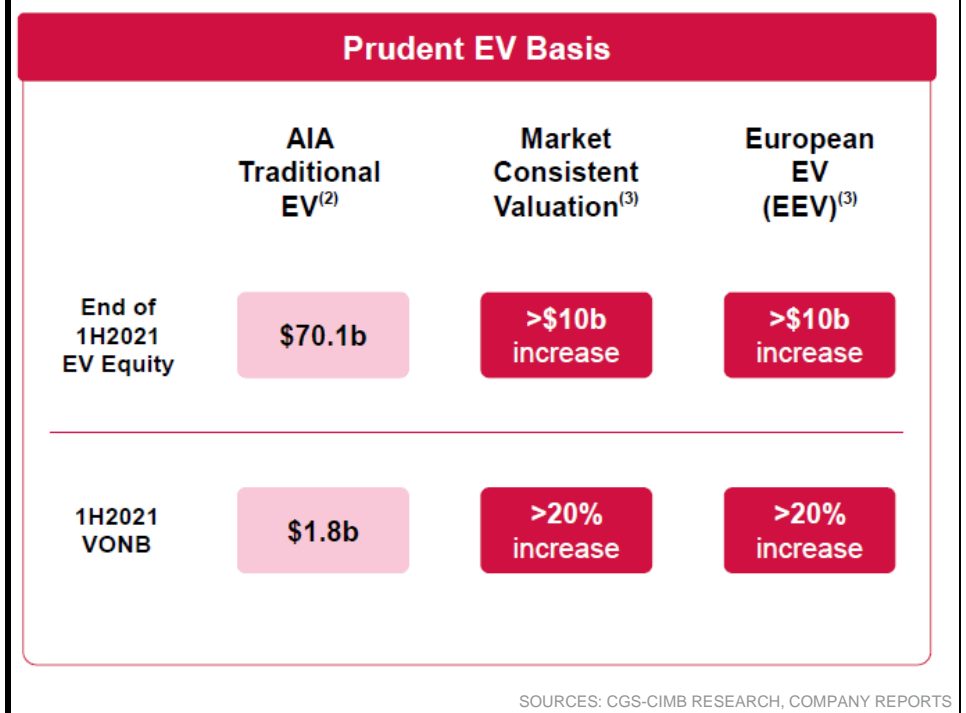 Prudent EV Basis
AIA
Traditional
EV(2)
Market
Consistent
Valuation(3)
European
EV
(EEV)(3)
End of
1H2021
EV Equity
$70.1b
>$10b
increase
>$10b
increase
1H2021
VONB
$1.8b
>20%
increase
>20%
increase
SOURCES: CGS-CIMB RESEARCH, COMPANY REPORTS